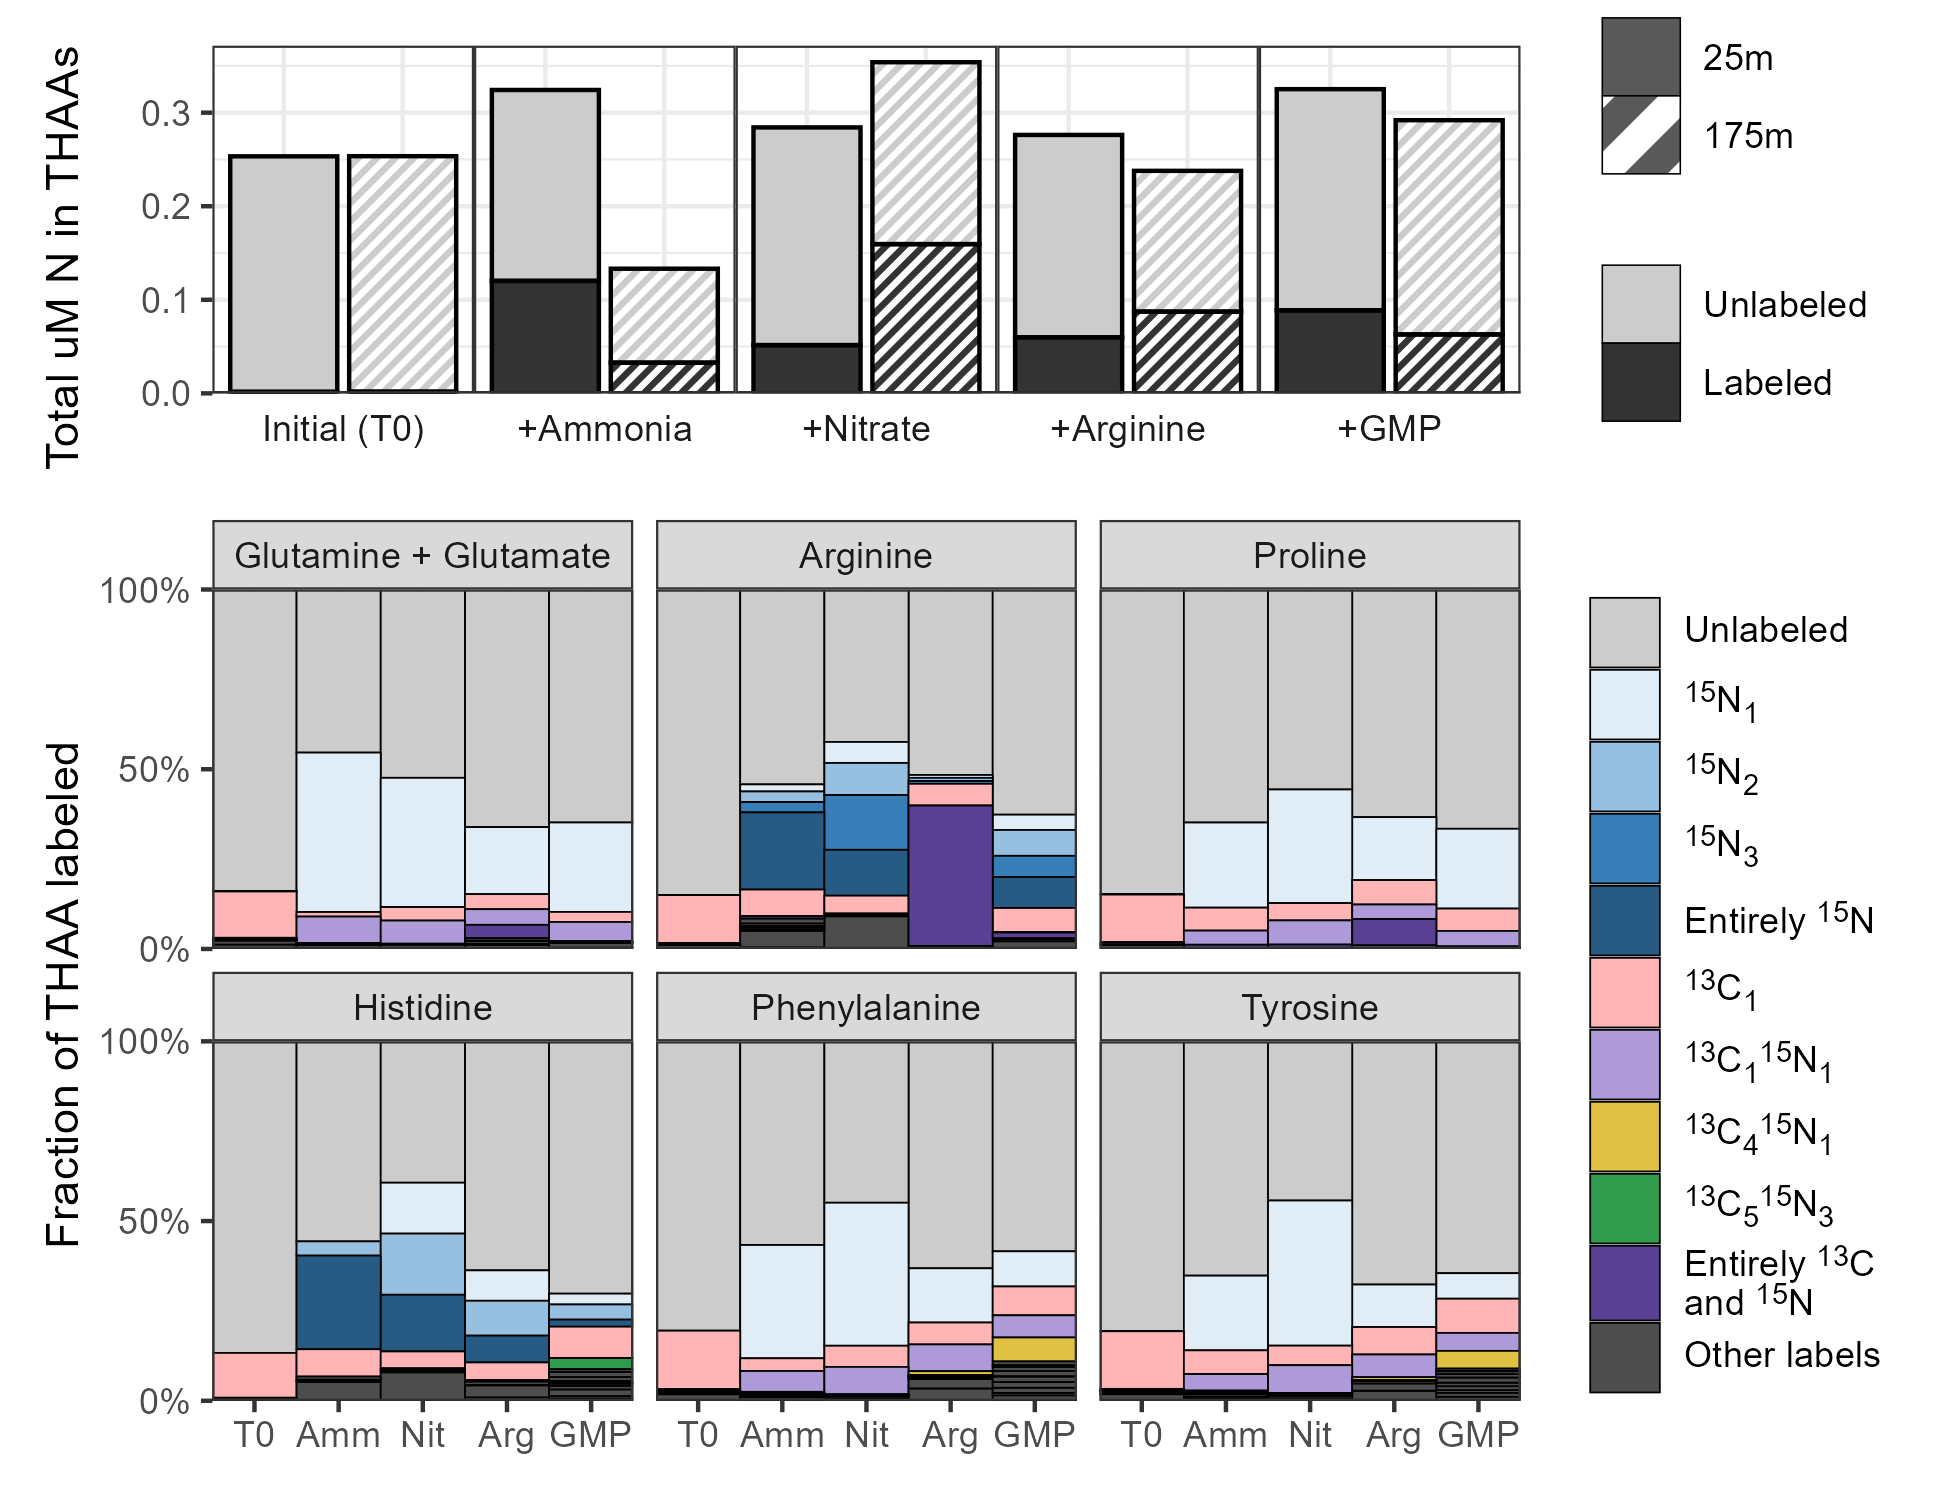 Total uM N in THAAs
0.3
0.2
0.1
0.0
Initial (T0)
+Ammonia
+Nitrate
+Arginine
+GMP
25m
175m
Unlabeled
Labeled
Fraction of THAA labeled
Glutamine + Glutamate
Arginine
Proline
100%
50%
0%
Histidine
Phenylalanine
Tyrosine
100%
50%
0%
T0 Amm Nit Arg GMP
T0 Amm Nit Arg GMP
T0 Amm Nit Arg GMP
Unlabeled
¹⁵N₁
¹⁵N₂
¹⁵N₃
Entirely ¹⁵N
¹³C₁
¹³C₁¹⁵N₁
¹³C₄¹⁵N₁
¹³C₅¹⁵N₃
Entirely ¹³C
and ¹⁵N
Other labels